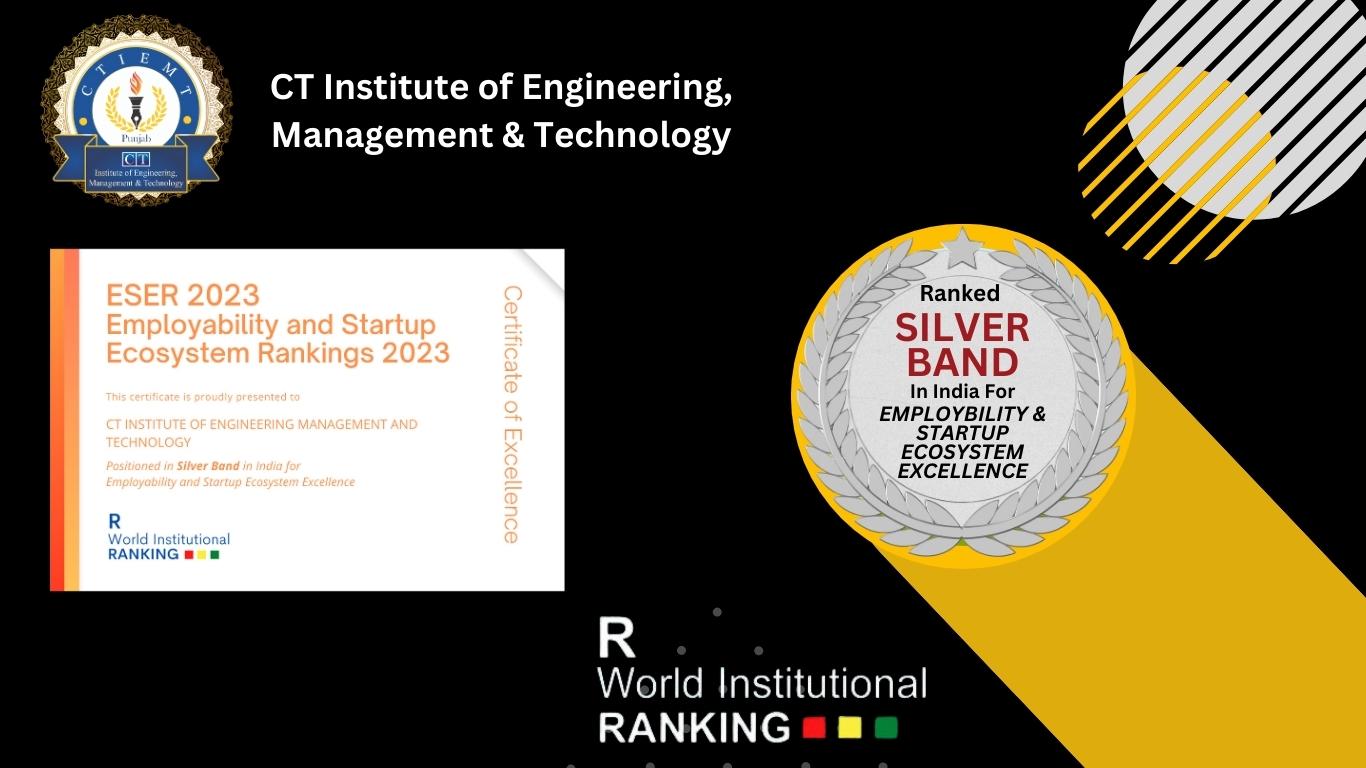 CTIEMT
Punjab
CT
Institute of Engineering,
Management & Technology
CT Institute of Engineering,
Management & Technology
ESER 2023
Employability and Startup
Ecosystem Rankings 2023
This certificate is proudly presented to
CT INSTITUTE OF ENGINEERING MANAGEMENT AND
TECHNOLOGY
Positioned in Silver Band in India for
Employability and Startup Ecosystem Excellence
R
World Institutional
RANKING
Certificate of Excellence
Ranked
SILVER
BAND
In India For
EMPLOYBILITY &
STARTUP
ECOSYSTEM
EXCELLENCE
R
World Institutional
RANKING